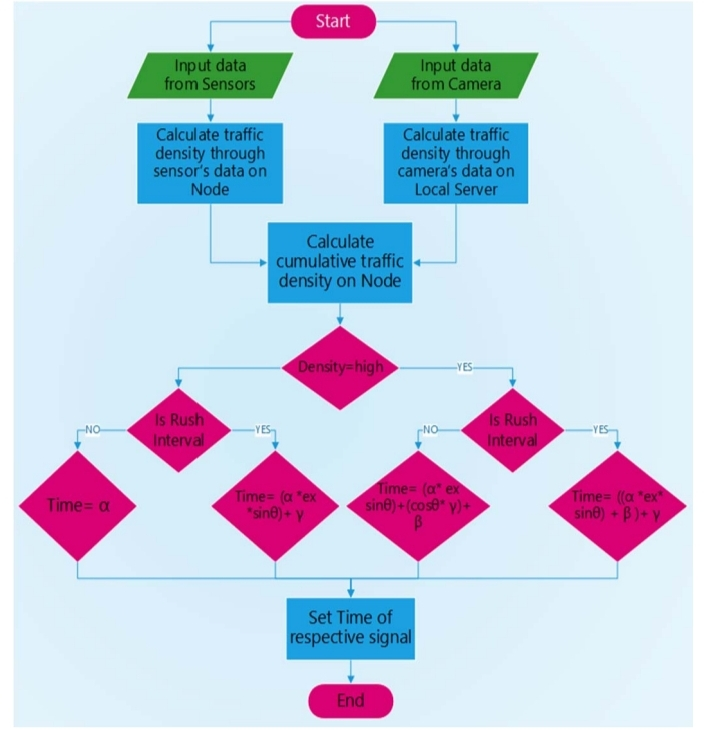 Start
Input data
from Sensors
Input data
from Camera
Calculate traffic
density through
sensor's data on
Node
Calculate traffic
density through
camera's data on
Local Server
Calculate
cumulative traffic
density on Node
Density=high
YES
Is Rush
Interval
Is Rush
Interval
NO
YES
NO
YES
Time= α
Time= (α *ex
*sinθ)+ γ
Time= (α* ex
sinθ)+(cosθ* γ)+
β
Time= ((α *ex*
sinθ) + β )+ γ
Set Time of
respective signal
End